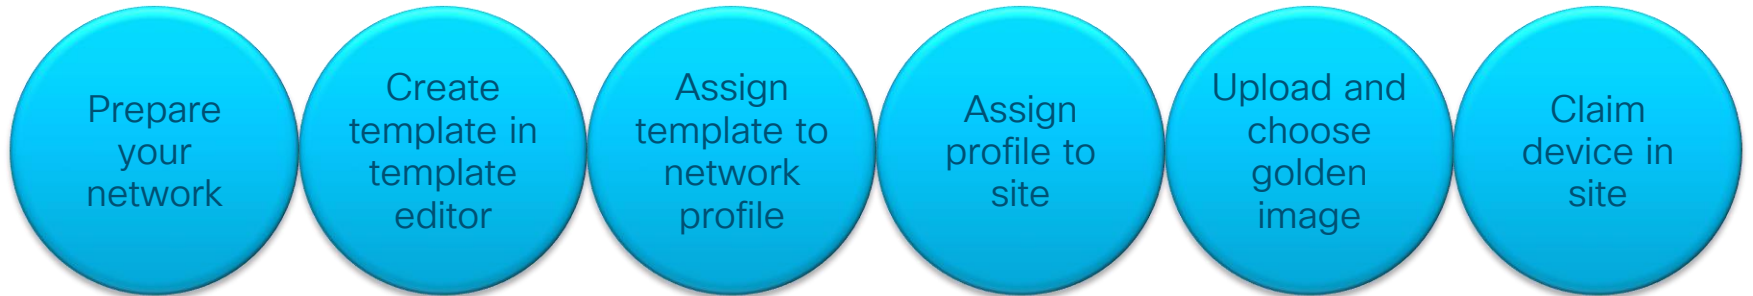 Prepare
your
network
Create
template in
template
editor
Assign
template to
network
profile
Assign
profile to
site
Upload and
choose
golden
image
Claim
device in
site